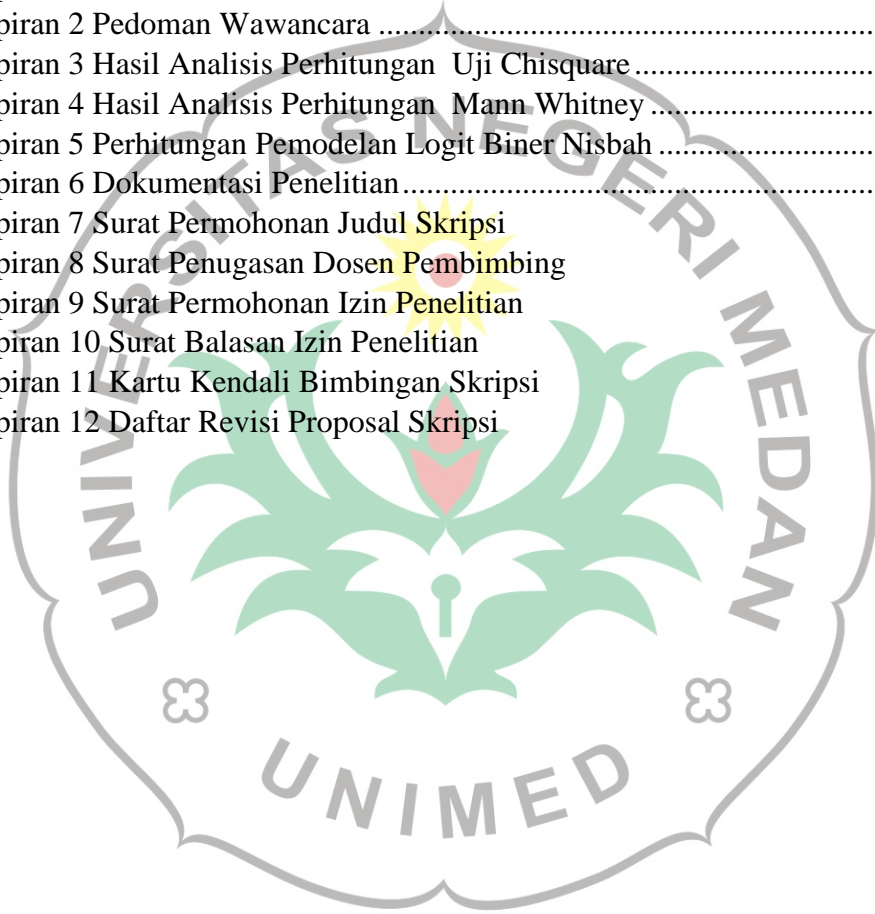 piran 2 Pedoman Wawancara ....................................................................
piran 3 Hasil Analisis Perhitungan  Uji Chisquare ................................
piran 4 Hasil Analisis Perhitungan  Mann Whitney ..............................
piran 5 Perhitungan Pemodelan Logit Biner Nisbah .............................
piran 6 Dokumentasi Penelitian .................................................................
piran 7 Surat Permohonan Judul Skripsi
piran 8 Surat Penugasan Dosen Pembimbing
piran 9 Surat Permohonan Izin Penelitian
piran 10 Surat Balasan Izin Penelitian
piran 11 Kartu Kendali Bimbingan Skripsi
piran 12 Daftar Revisi Proposal Skripsi
UNIVERSITAS NEGERI MEDAN
UNIMED